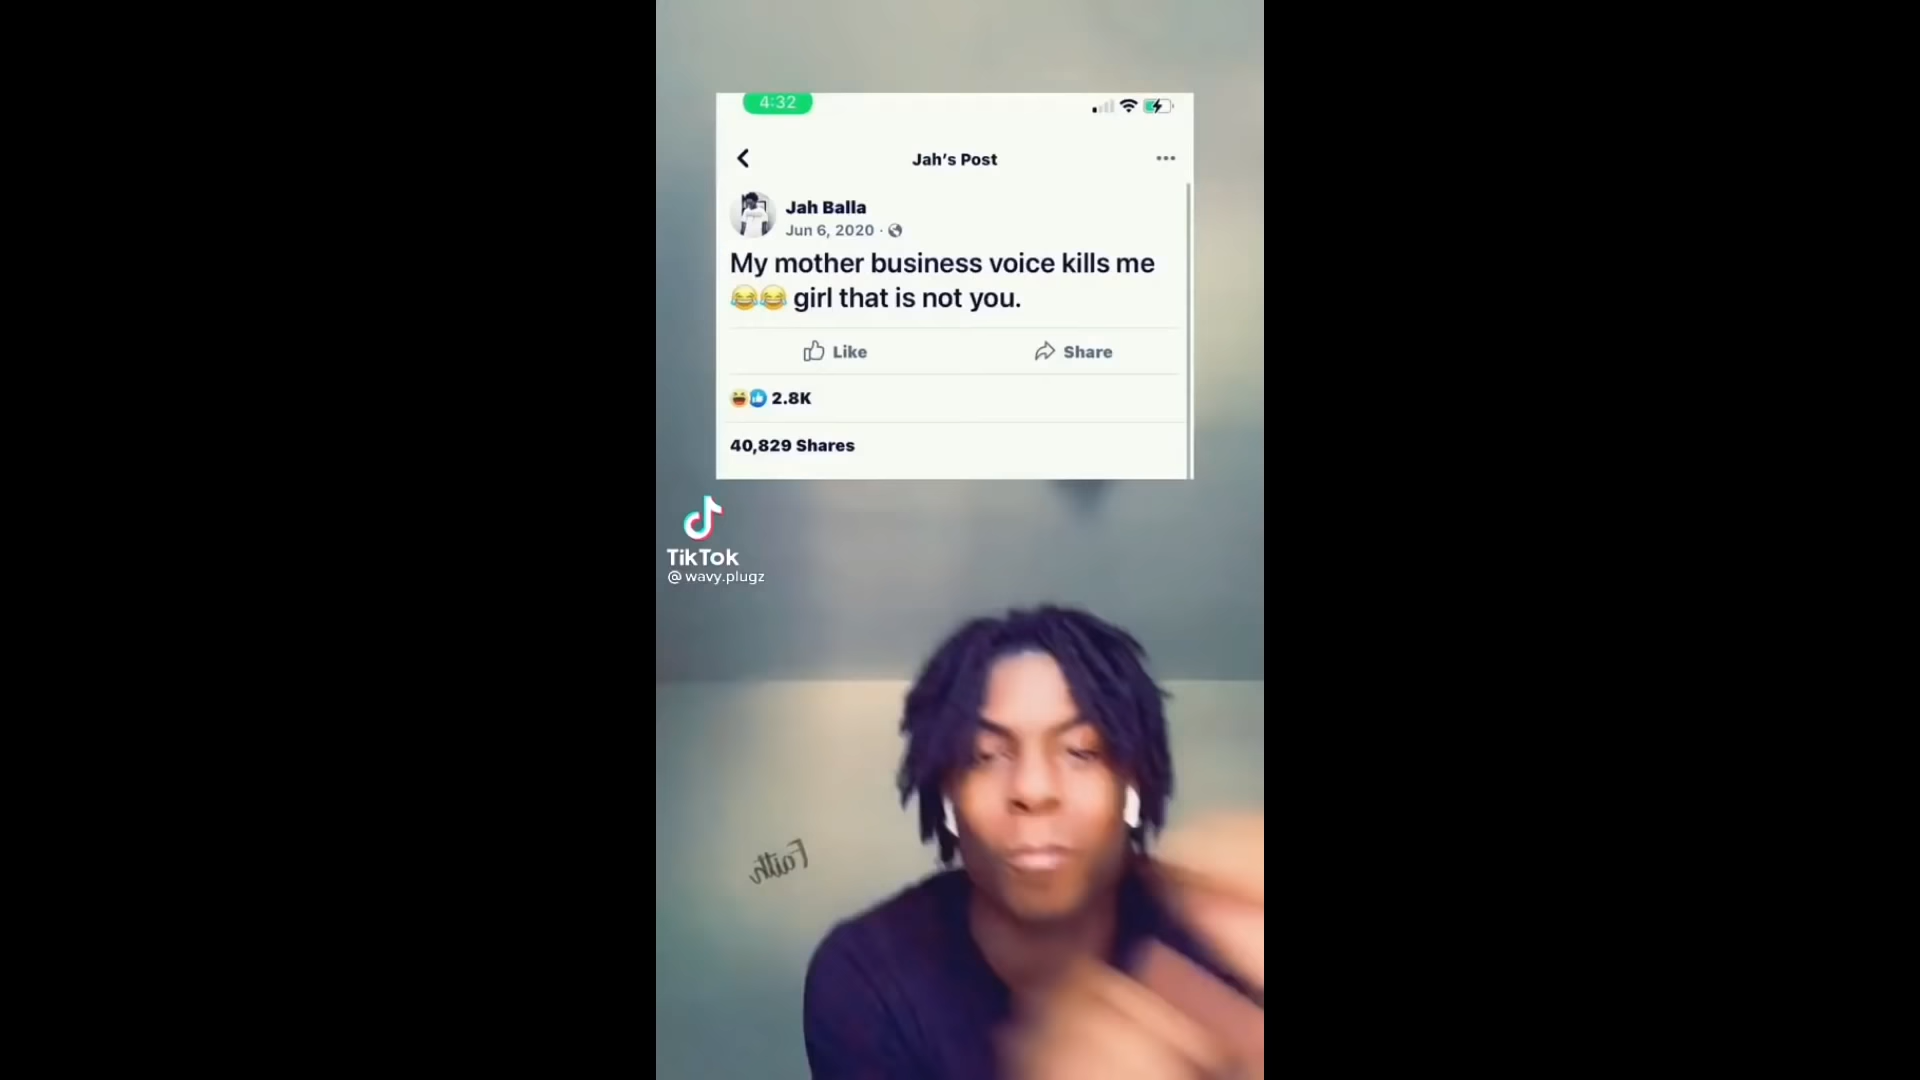 4:32
Jah's Post
Jah Balla
Jun 6, 2020 ·
My mother business voice kills me
😂😂 girl that is not you.
Like
Share
2.8K
40,829 Shares
TikTok
@wavy.plugz
Faith